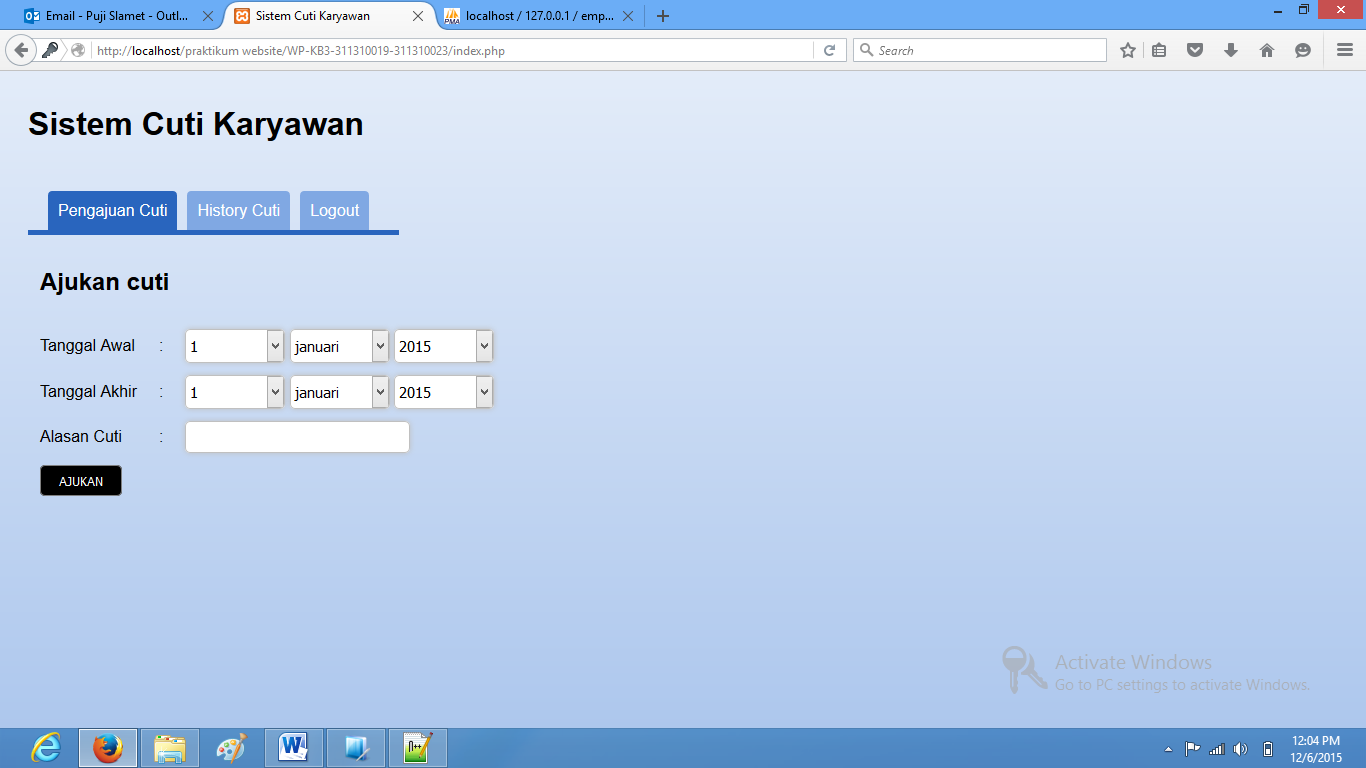 Email - Puji Slamet - Outl...
Sistem Cuti Karyawan
localhost / 127.0.0.1 / emp...
http://localhost/praktikum website/WP-KB3-311310019-311310023/index.php
Search
Sistem Cuti Karyawan
Pengajuan Cuti
History Cuti
Logout
Ajukan cuti
Tanggal Awal : 1 januari 2015
Tanggal Akhir : 1 januari 2015
Alasan Cuti :
AJUKAN
Activate Windows
Go to PC settings to activate Windows.
12:04 PM
12/6/2015